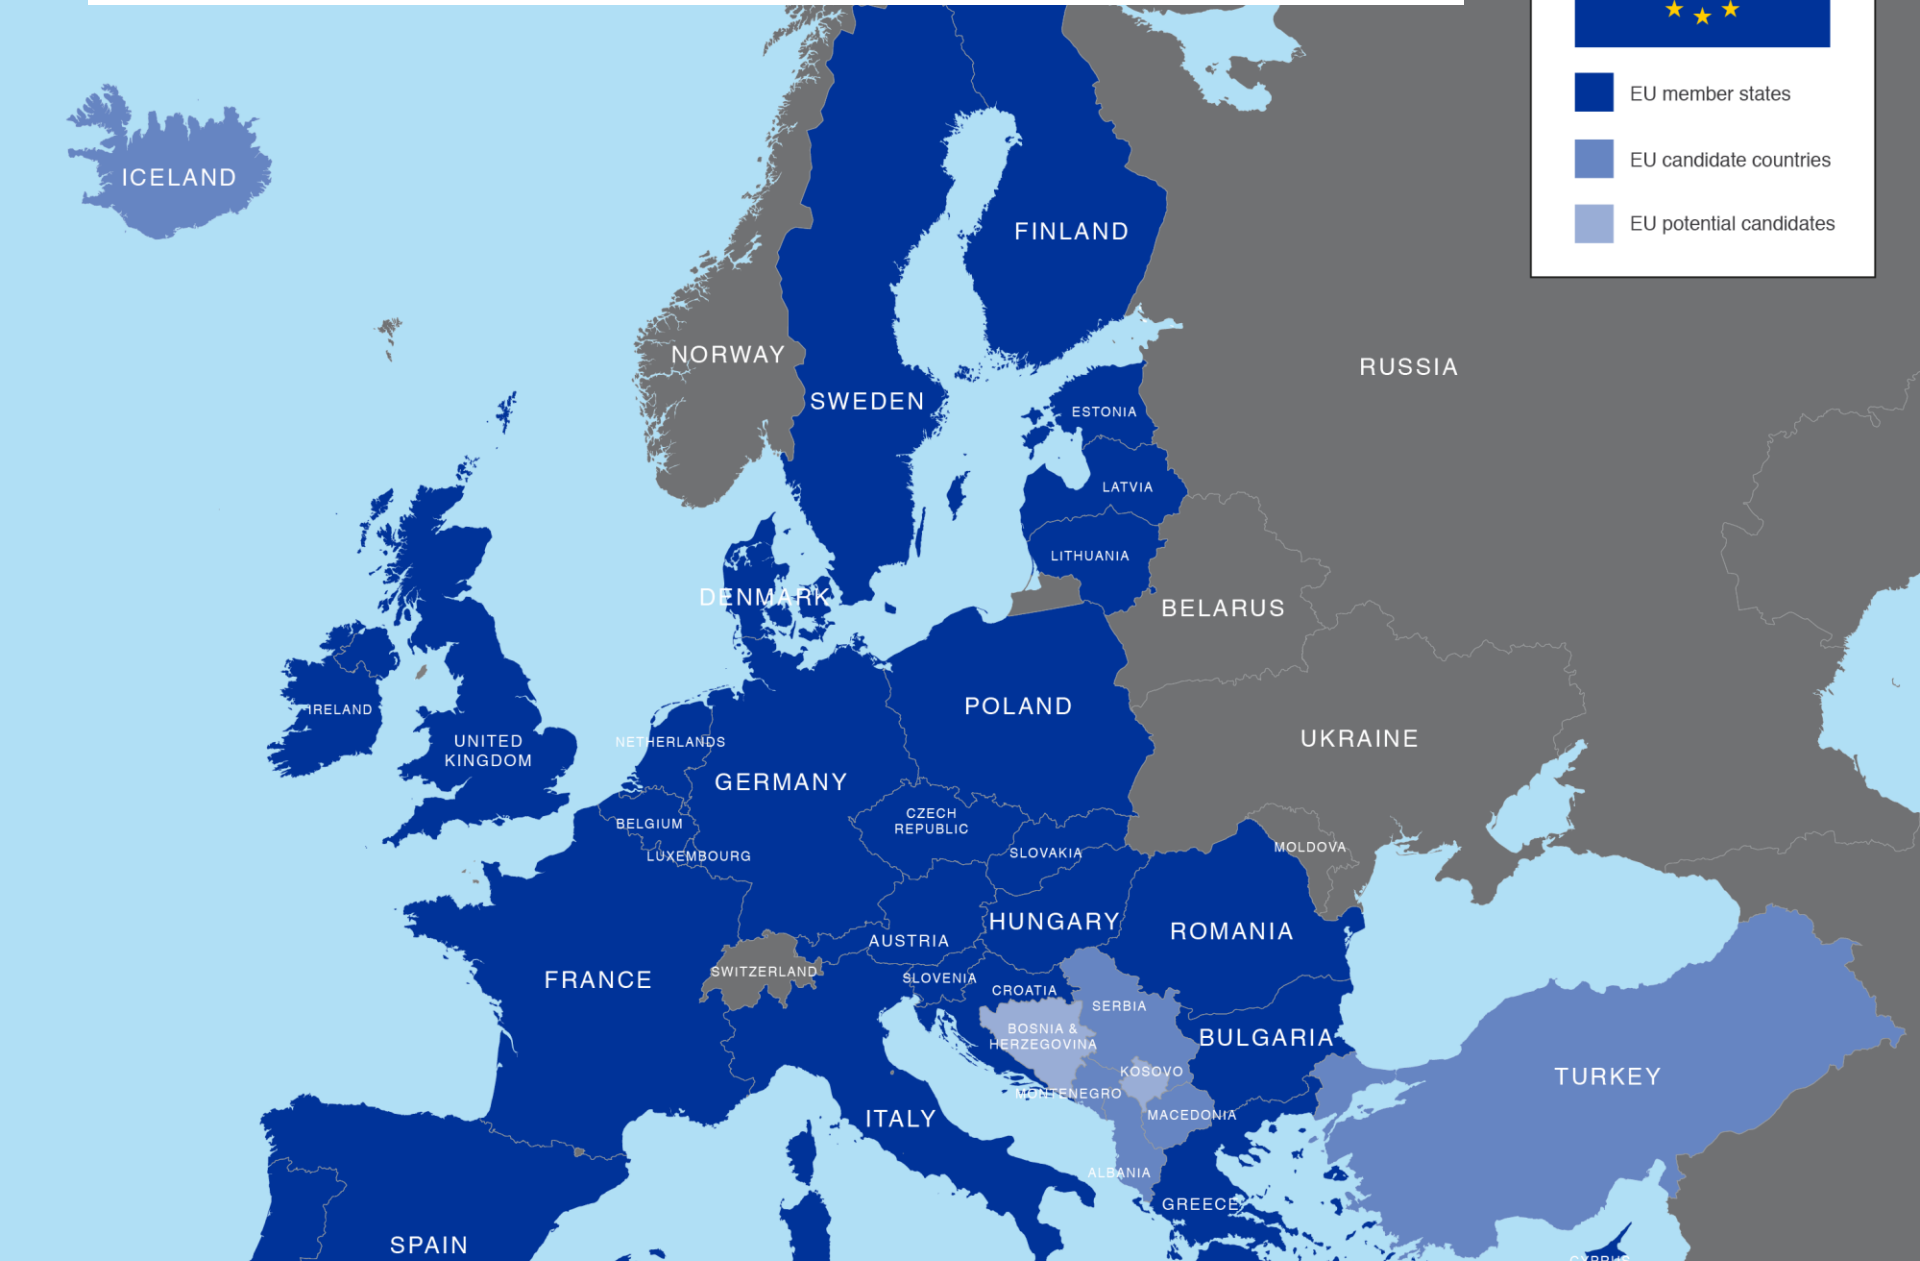 EU member states
EU candidate countries
EU potential candidates
ICELAND
FINLAND
NORWAY
RUSSIA
SWEDEN
ESTONIA
LATVIA
LITHUANIA
DENMARK
BELARUS
IRELAND
POLAND
UNITED
KINGDOM
NETHERLANDS
UKRAINE
GERMANY
CZECH
REPUBLIC
BELGIUM
LUXEMBOURG
SLOVAKIA
MOLDOVA
HUNGARY
ROMANIA
AUSTRIA
FRANCE
SWITZERLAND
SLOVENIA
CROATIA
SERBIA
BOSNIA &
HERZEGOVINA
BULGARIA
KOSOVO
TURKEY
MONTENEGRO
MACEDONIA
ITALY
ALBANIA
GREECE
SPAIN
CYPRUS